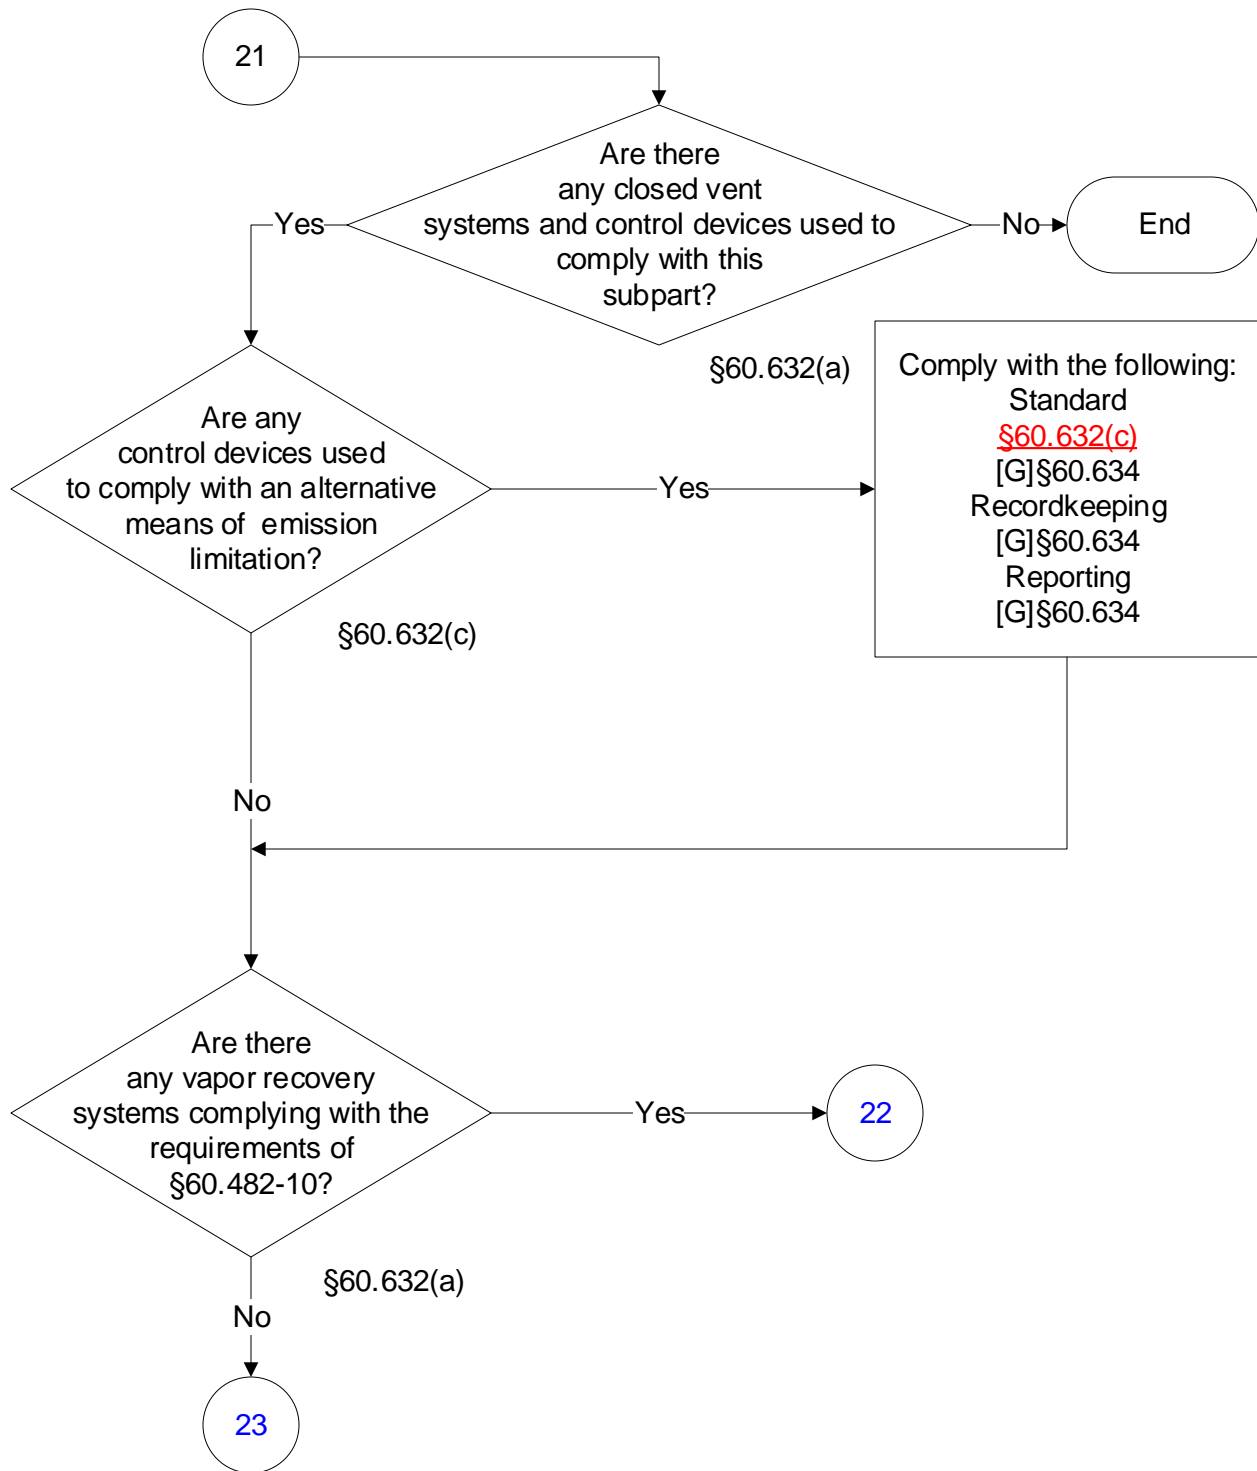 21
Are there
any closed vent
systems and control devices used to
comply with this
subpart?
Yes
No
End
§60.632(a)
Comply with the following:
Standard
§60.632(c)
[G]§60.634
Recordkeeping
[G]§60.634
Reporting
[G]§60.634
Are any
control devices used
to comply with an alternative
means of  emission
limitation?
Yes
§60.632(c)
No
Are there
any vapor recovery
systems complying with the
requirements of
§60.482-10?
Yes
22
§60.632(a)
No
23